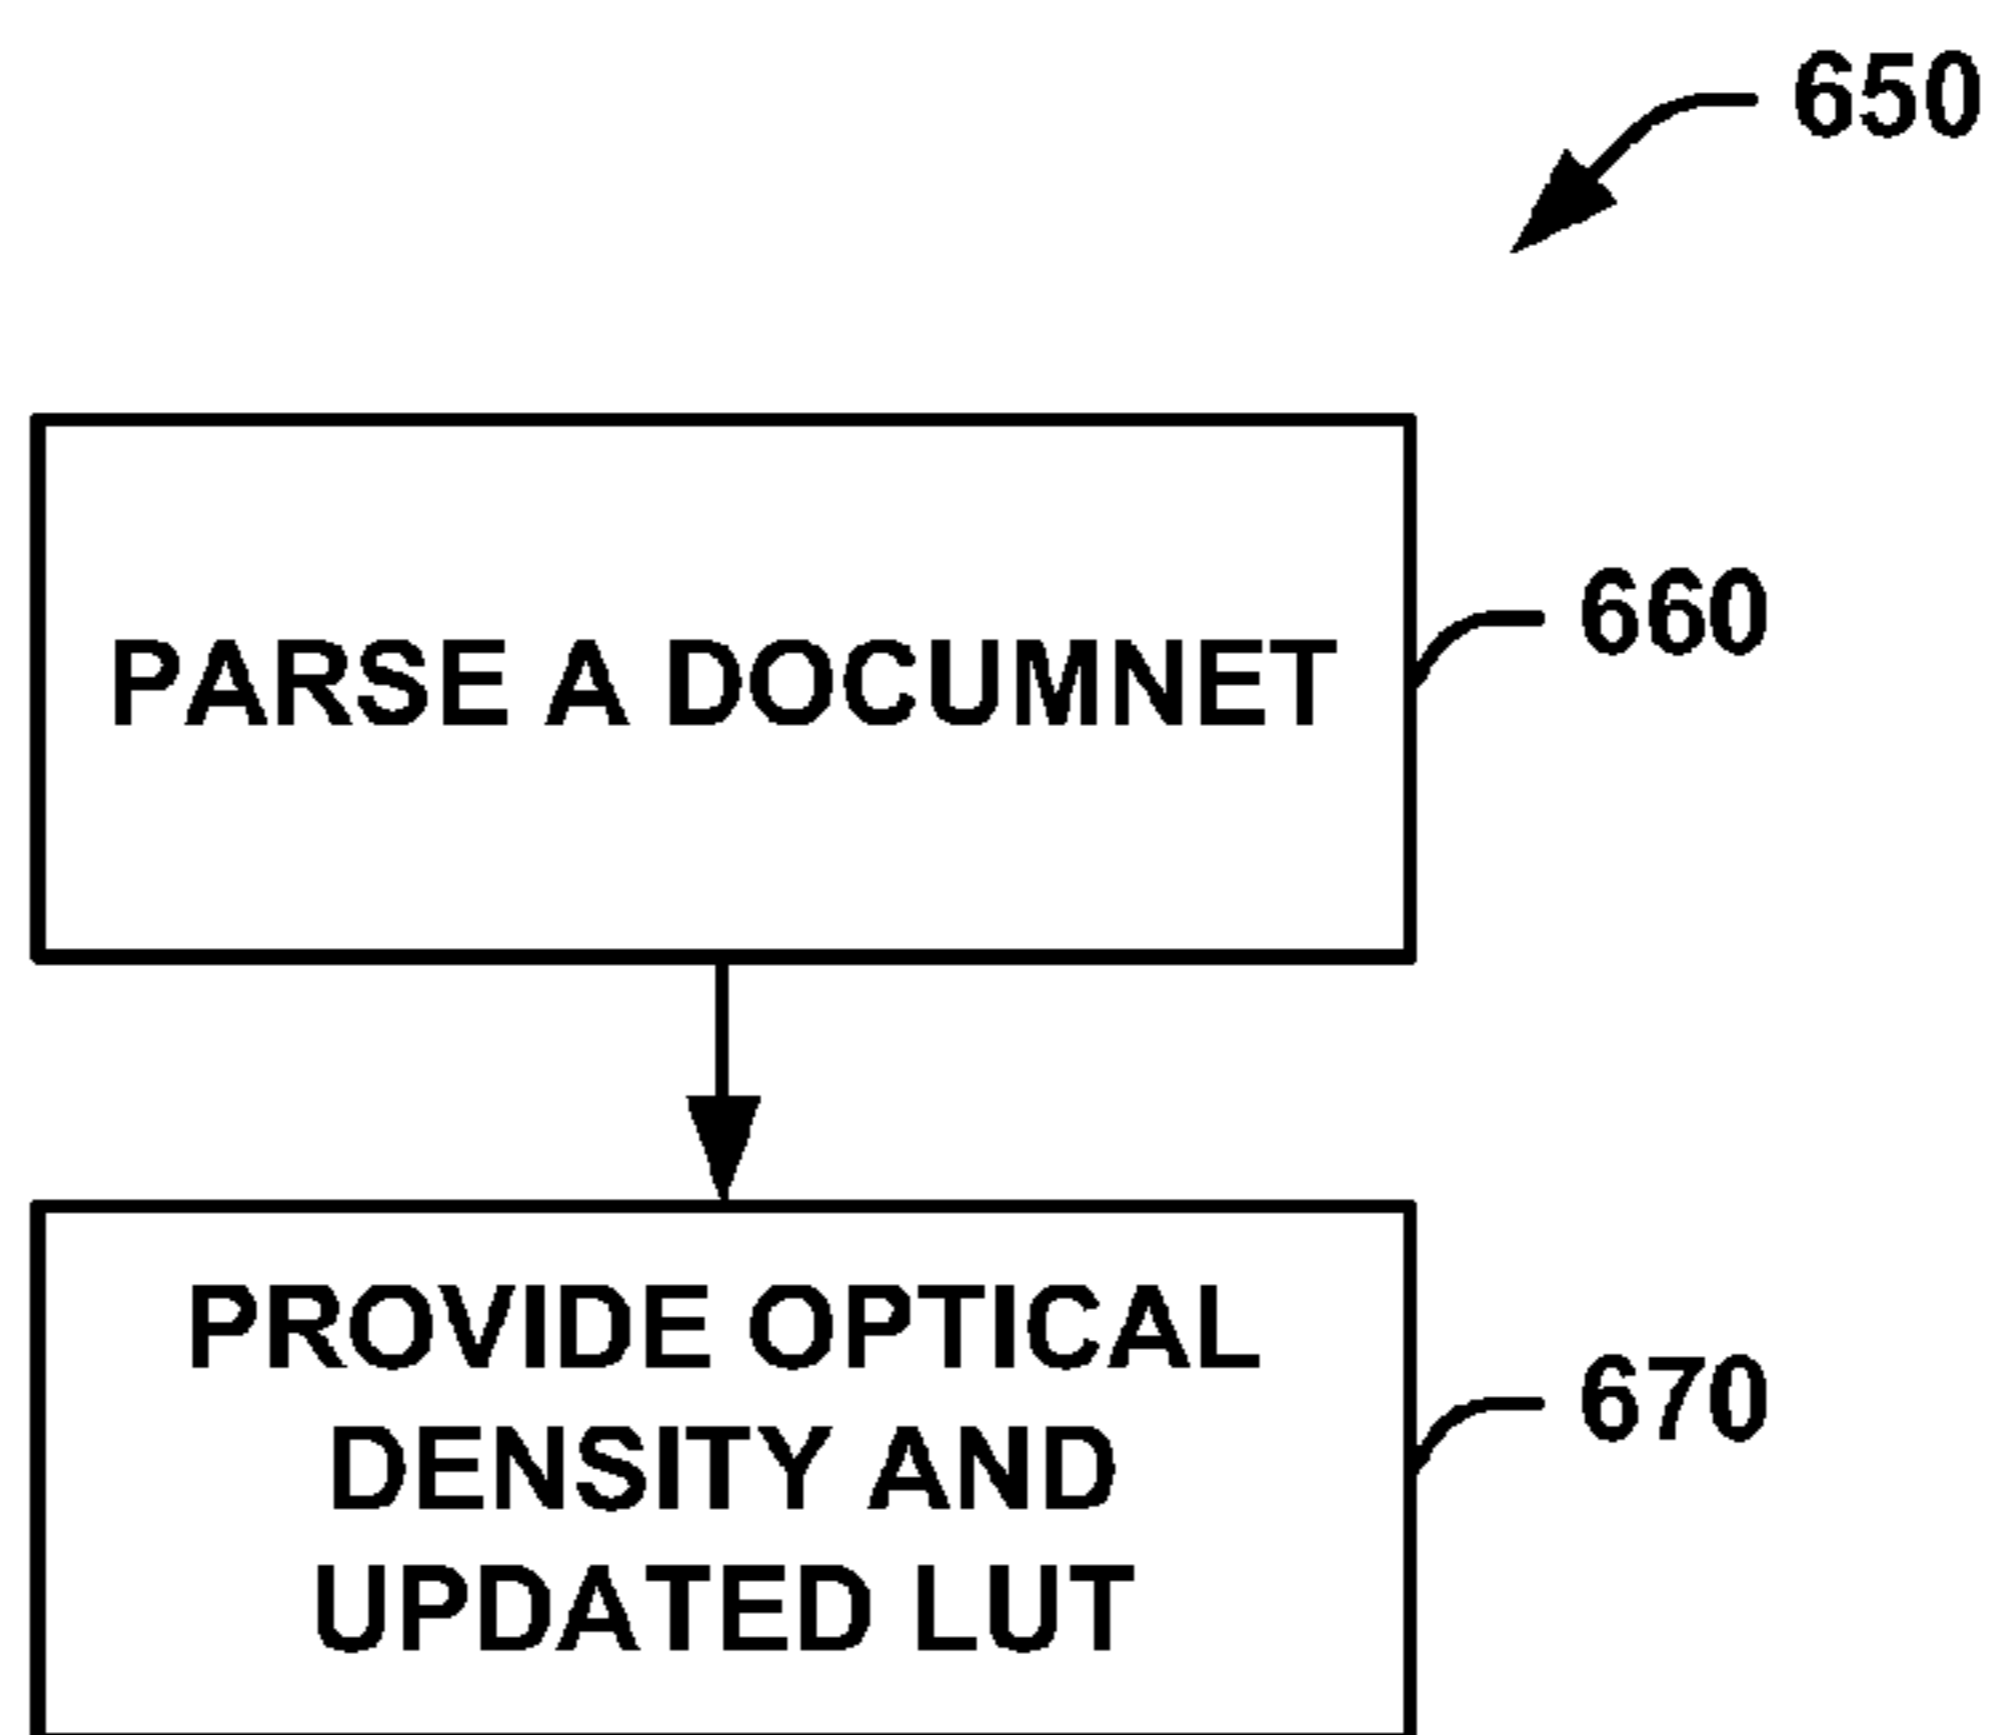 650
PARSE A DOCUMNET
660
PROVIDE OPTICAL
DENSITY AND
UPDATED LUT
670